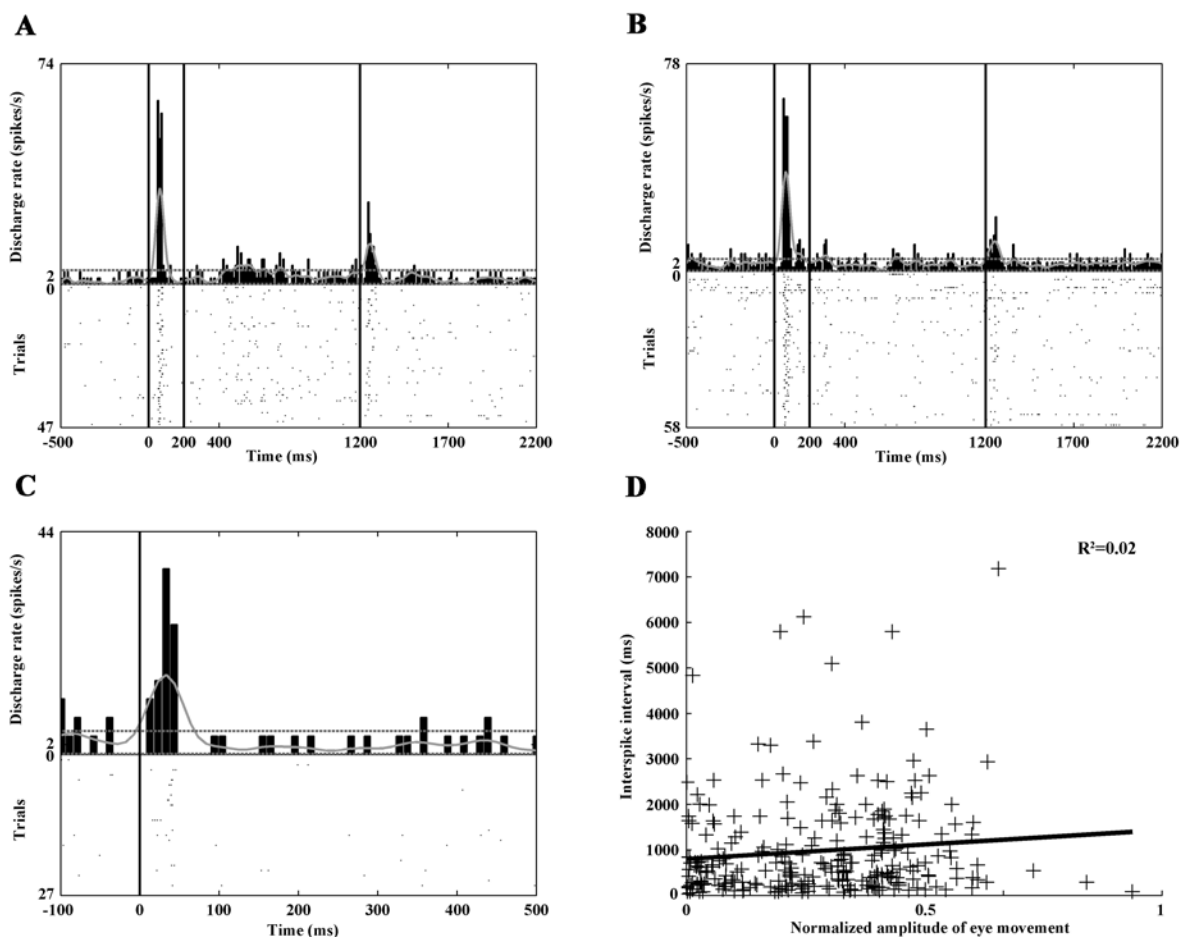 A
74
Discharge rate (spikes/s)
2
0
Trials
47
-500 0 200 400 1200 1700 2200
Time (ms)
B
78
Discharge rate (spikes/s)
2
0
Trials
58
-500 0 200 400 1200 1700 2200
Time (ms)
C
44
Discharge rate (spikes/s)
2
0
Trials
27
-100 0 100 200 300 400 500
Time (ms)
D
R²=0.02
8000
7000
6000
5000
4000
3000
2000
1000
0
Interspike interval (ms)
0 0.5 1
Normalized amplitude of eye movement